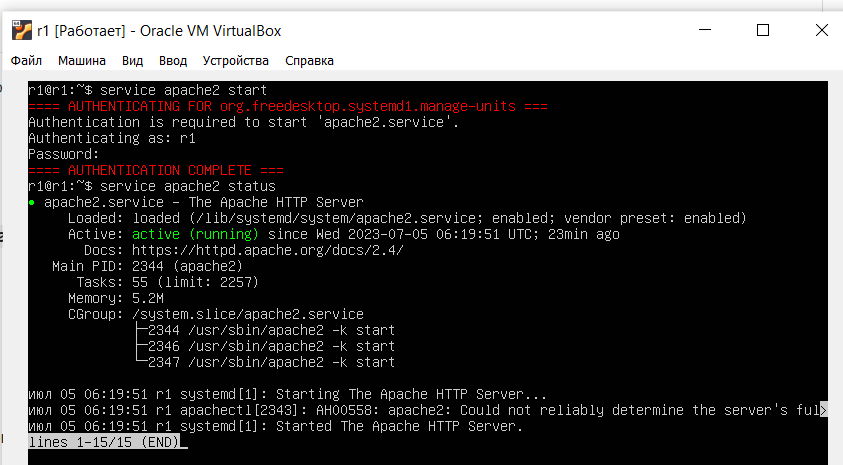 r1 [Работает] - Oracle VM VirtualBox
Файл Машина Вид Ввод Устройства Справка
r1@r1:~$ service apache2 start
==== AUTHENTICATING FOR org.freedesktop.systemd1.manage-units ===
Authentication is required to start 'apache2.service'.
Authenticating as: r1
Password:
==== AUTHENTICATION COMPLETE ===
r1@r1:~$ service apache2 status
● apache2.service - The Apache HTTP Server
Loaded: loaded (/lib/systemd/system/apache2.service; enabled; vendor preset: enabled)
Active: active (running) since Wed 2023-07-05 06:19:51 UTC; 23min ago
Docs: https://httpd.apache.org/docs/2.4/
Main PID: 2344 (apache2)
Tasks: 55 (limit: 2257)
Memory: 5.2M
CGroup: /system.slice/apache2.service
├─2344 /usr/sbin/apache2 -k start
├─2346 /usr/sbin/apache2 -k start
└─2347 /usr/sbin/apache2 -k start
июл 05 06:19:51 r1 systemd[1]: Starting The Apache HTTP Server...
июл 05 06:19:51 r1 apachectl[2343]: AH00558: apache2: Could not reliably determine the server's ful>
июл 05 06:19:51 r1 systemd[1]: Started The Apache HTTP Server.
lines 1-15/15 (END)